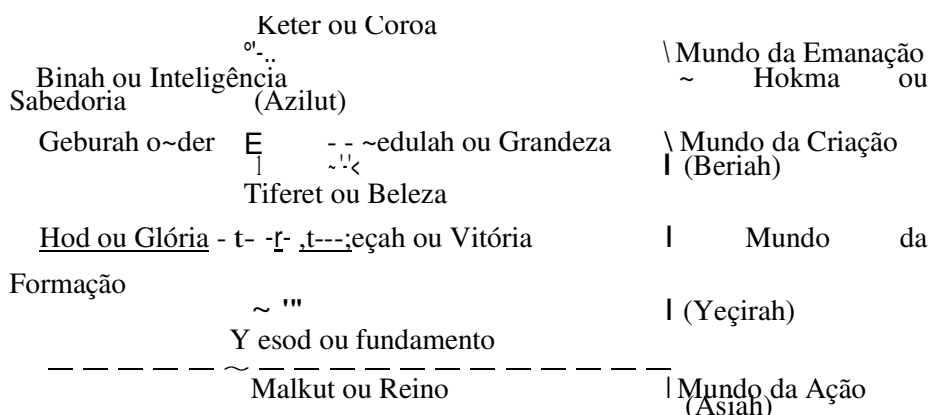 Keter ou Coroa
º'-.. \ Mundo da Emanação
Binah ou Inteligência ~ Hokma ou
Sabedoria (Azilut)
Geburah o~der E - - ~edulah ou Grandeza \ Mundo da Criação
l ~'-'< l (Beriah)
Tiferet ou Beleza
Hod ou Glória - t- -r- ,t---;eçah ou Vitória l Mundo da
Formação
~ '" l (Yeçirah)
Y esod ou fundamento
— — — — — ~ — — — — — — — — — — — —
Malkut ou Reino | Mundo da Ação
(Asiah)